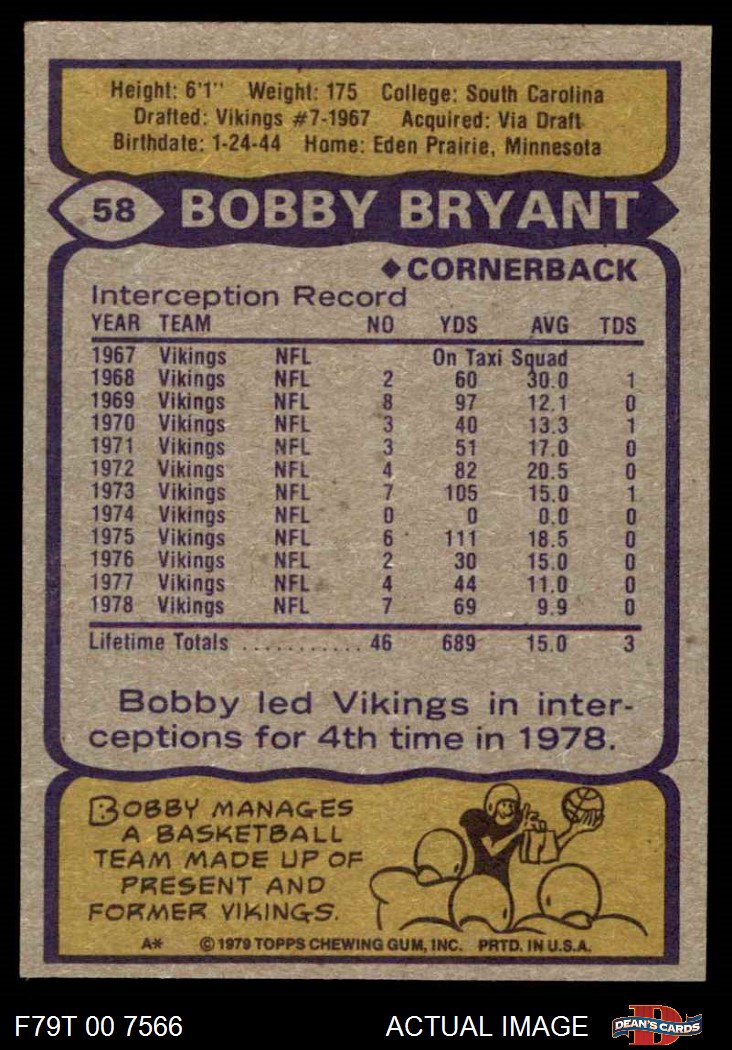 Height: 6'1" Weight: 175 College: South Carolina
Drafted: Vikings #7-1967 Acquired: Via Draft
Birthdate: 1-24-44 Home: Eden Prairie, Minnesota
58 BOBBY BRYANT
◆CORNERBACK
Interception Record
YEAR TEAM NO YDS AVG TDS
1967 Vikings NFL On Taxi Squad
1968 Vikings NFL 2 60 30.0 1
1969 Vikings NFL 8 97 12.1 0
1970 Vikings NFL 3 40 13.3 1
1971 Vikings NFL 3 51 17.0 0
1972 Vikings NFL 4 82 20.5 0
1973 Vikings NFL 7 105 15.0 1
1974 Vikings NFL 0 0 0.0 0
1975 Vikings NFL 6 111 18.5 0
1976 Vikings NFL 2 30 15.0 0
1977 Vikings NFL 4 44 11.0 0
1978 Vikings NFL 7 69 9.9 0
Lifetime Totals ............ 46 689 15.0 3
Bobby led Vikings in inter-
ceptions for 4th time in 1978.
BOBBY MANAGES
A BASKETBALL
TEAM MADE UP OF
PRESENT AND
FORMER VIKINGS.
A* © 1979 TOPPS CHEWING GUM, INC. PRTD. IN U.S.A.
F79T 00 7566 ACTUAL IMAGE D DEAN'S CARDS